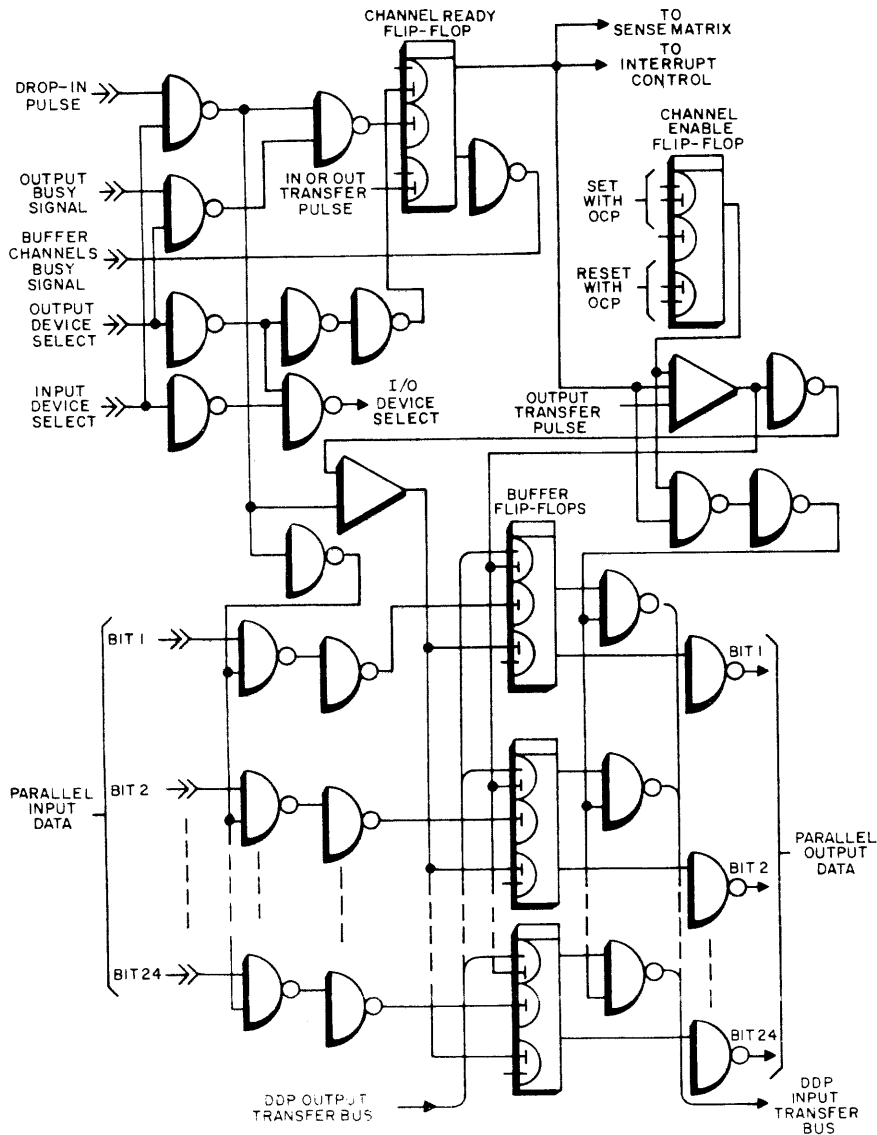 CHANNEL READY
FLIP-FLOP
TO
SENSE MATRIX
TO
INTERRUPT
CONTROL
DROP-IN
PULSE
CHANNEL
ENABLE
FLIP-FLOP
OUTPUT
BUSY
SIGNAL
IN OR OUT
TRANSFER
PULSE
SET
WITH
OCP
BUFFER
CHANNELS
BUSY
SIGNAL
RESET
WITH
OCP
OUTPUT
DEVICE
SELECT
INPUT
DEVICE
SELECT
I/O
DEVICE
SELECT
OUTPUT
TRANSFER
PULSE
BUFFER
FLIP-FLOPS
BIT 1
BIT 1
PARALLEL
INPUT
DATA
BIT 2
BIT 2
PARALLEL
OUTPUT
DATA
BIT 24
BIT 24
DDP OUTPUT
TRANSFER BUS
DDP
INPUT
TRANSFER
BUS